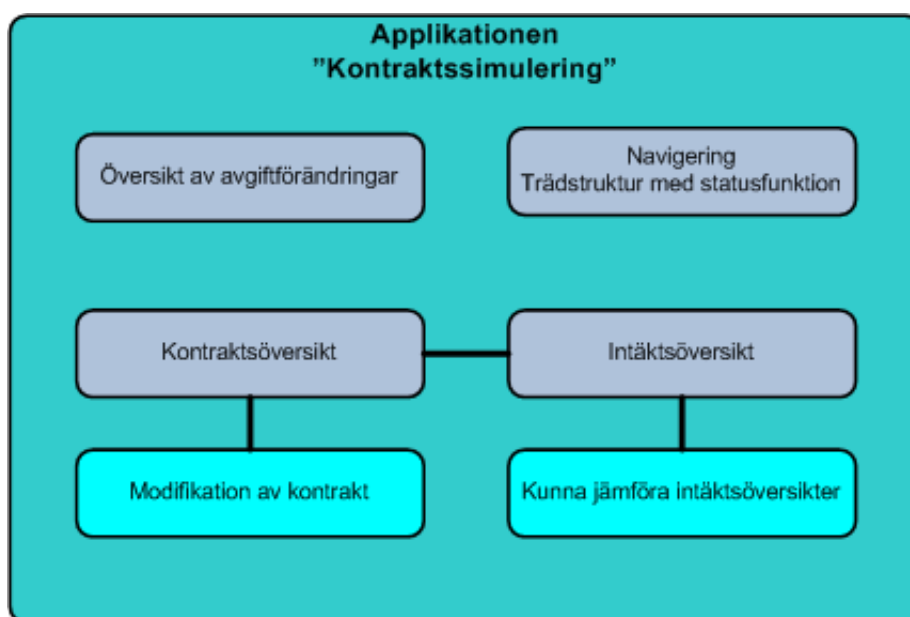 Applikationen
”Kontraktssimulering”
Översikt av avgiftförändringar
Navigering
Trädstruktur med statusfunktion
Kontraktsöversikt
Intäktsöversikt
Modifikation av kontrakt
Kunna jämföra intäktsöversikter